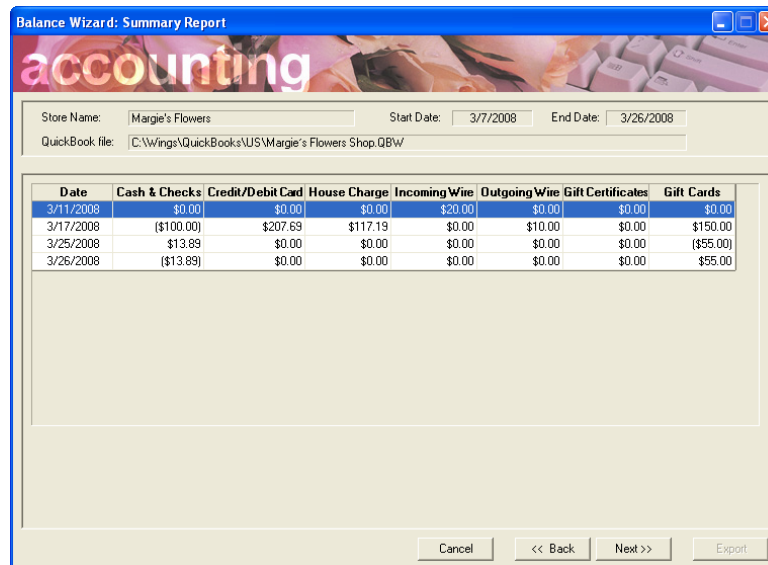 Balance Wizard: Summary Report
accounting
Store Name: Margie's Flowers Start Date: 3/7/2008 End Date: 3/26/2008
QuickBook file: C:\Wings\QuickBooks\US\Margie's Flowers Shop.QBW
Date Cash & Checks Credit/Debit Card House Charge Incoming Wire Outgoing Wire Gift Certificates Gift Cards
3/11/2008 $0.00 $0.00 $0.00 $20.00 $0.00 $0.00 $0.00
3/17/2008 ($100.00) $207.69 $117.19 $0.00 $10.00 $0.00 $150.00
3/25/2008 $13.89 $0.00 $0.00 $0.00 $0.00 $0.00 ($55.00)
3/26/2008 ($13.89) $0.00 $0.00 $0.00 $0.00 $0.00 $55.00
Cancel << Back Next >> Export